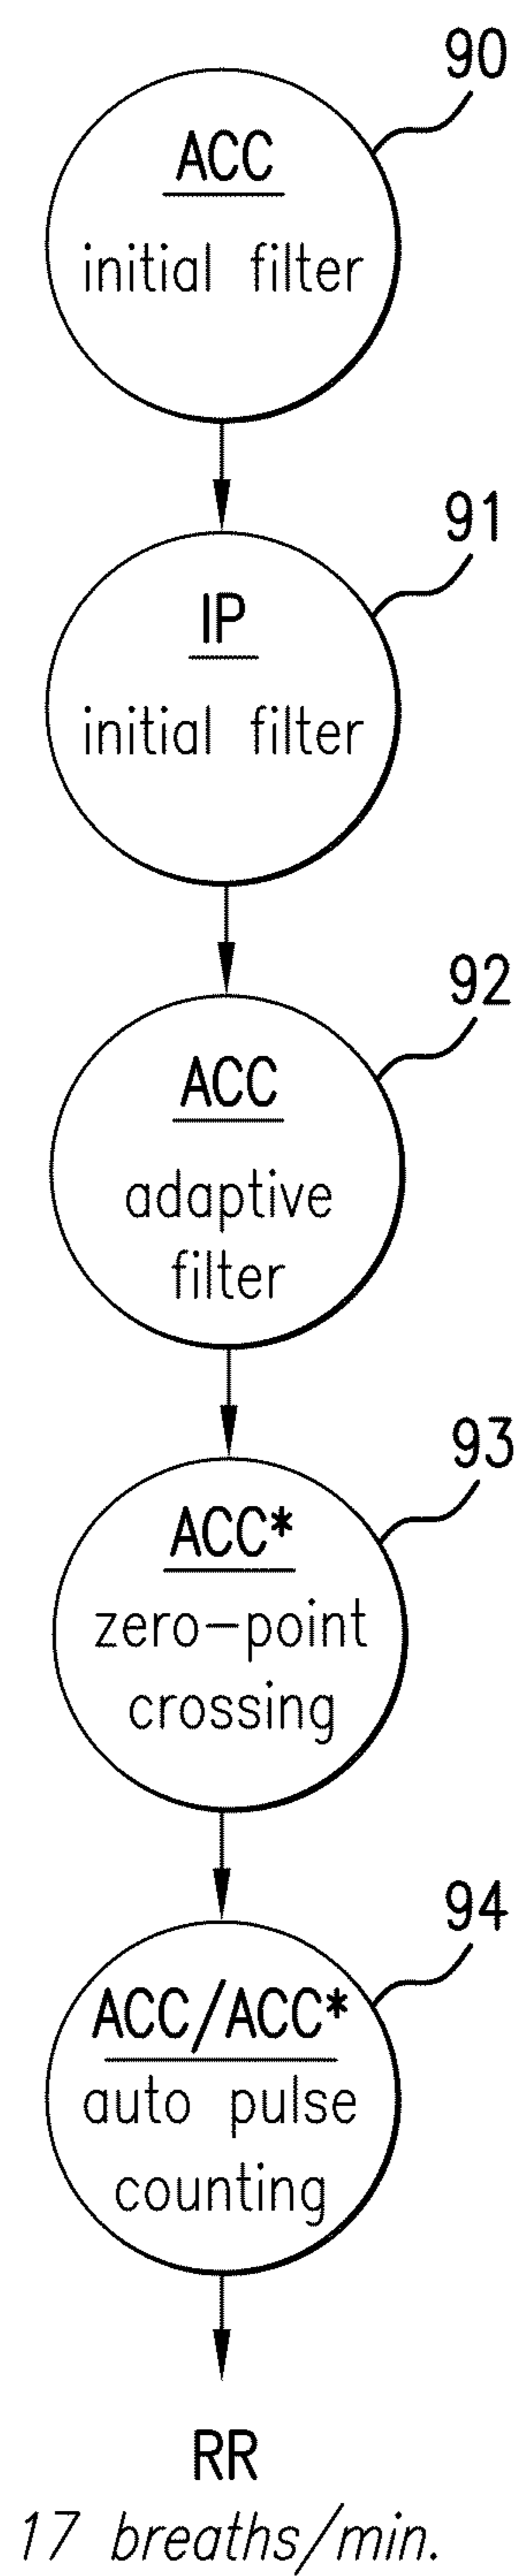 90
ACC
initial filter
91
IP
initial filter
92
ACC
adaptive
filter
93
ACC*
zero-point
crossing
94
ACC/ACC*
auto pulse
counting
RR
17 breaths/min.